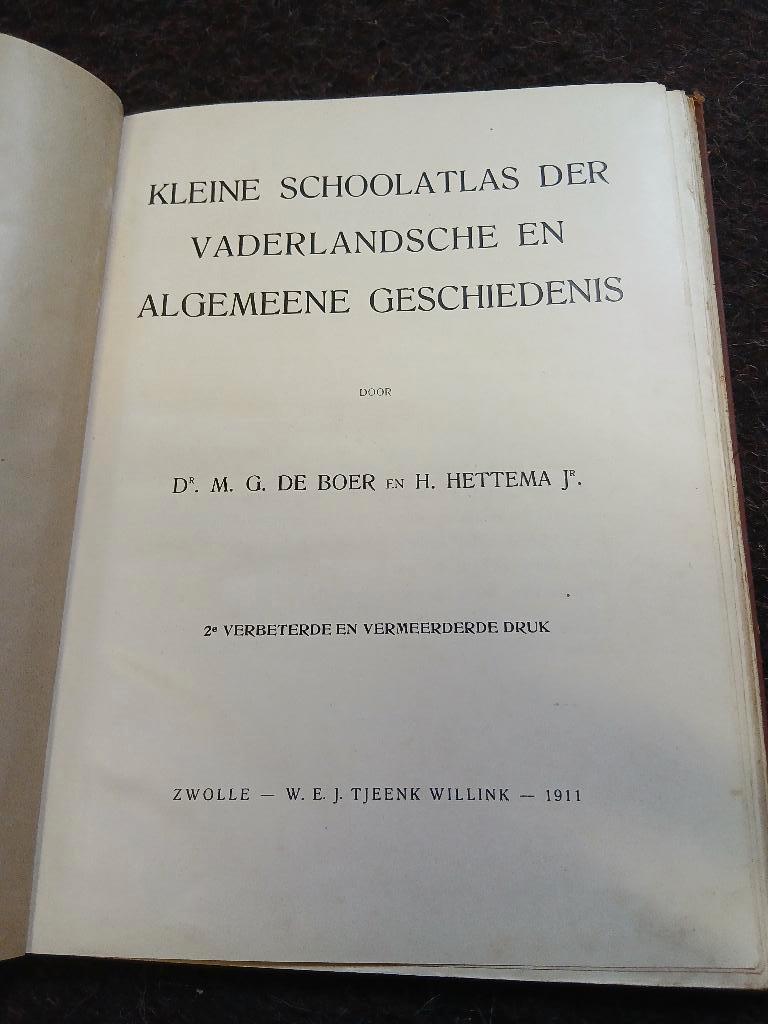 KLEINE SCHOOLATLAS DER
VADERLANDSCHE EN
ALGEMEENE GESCHIEDENIS
DOOR
Dᴿ. M. G. DE BOER EN H. HETTEMA Jᴿ.
2ᵉ VERBETERDE EN VERMEERDERDE DRUK
ZWOLLE — W. E. J. TJEENK WILLINK — 1911